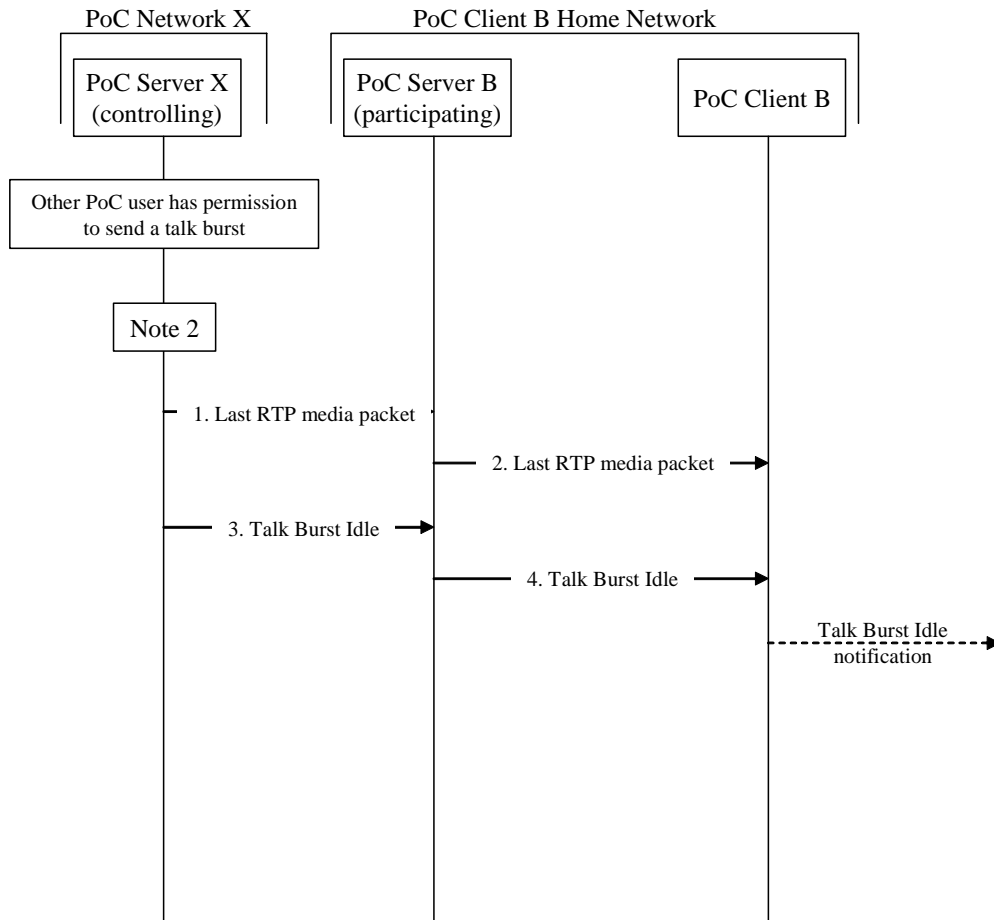 PoC Network X
PoC Client B Home Network
PoC Server X
(controlling)
PoC Server B
(participating)
PoC Client B
Other PoC user has permission
to send a talk burst
Note 2
1. Last RTP media packet
2. Last RTP media packet
3. Talk Burst Idle
4. Talk Burst Idle
Talk Burst Idle
notification